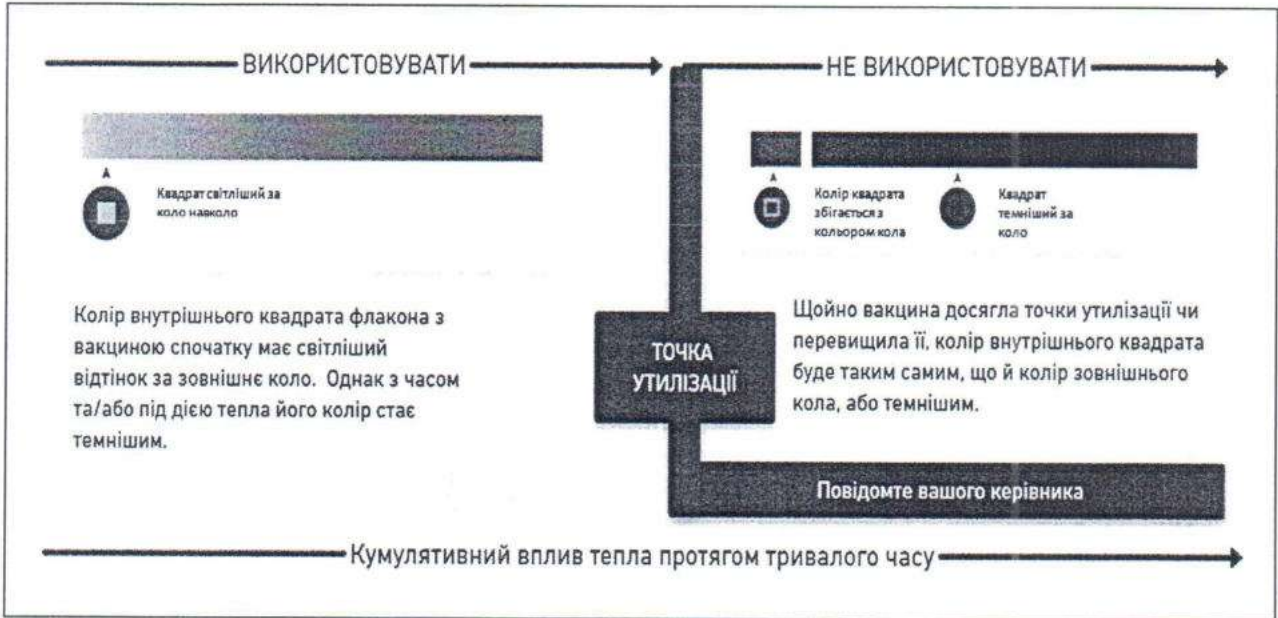 ВИКОРИСТОВУВАТИ
Квадрат світліший за
коло навколо
Колір внутрішнього квадрата флакона з
вакциною спочатку має світліший
відтінок за зовнішнє коло. Однак з часом
та/або під дією тепла його колір стає
темнішим.
ТОЧКА
УТИЛІЗАЦІЇ
НЕ ВИКОРИСТОВУВАТИ
Колір квадрата
збігається з
кольором кола
Квадрат
темніший за
коло
Щойно вакцина досягла точки утилізації чи
перевищила її, колір внутрішнього квадрата
буде таким самим, що й колір зовнішнього
кола, або темнішим.
Повідомте вашого керівника
Кумулятивний вплив тепла протягом тривалого часу